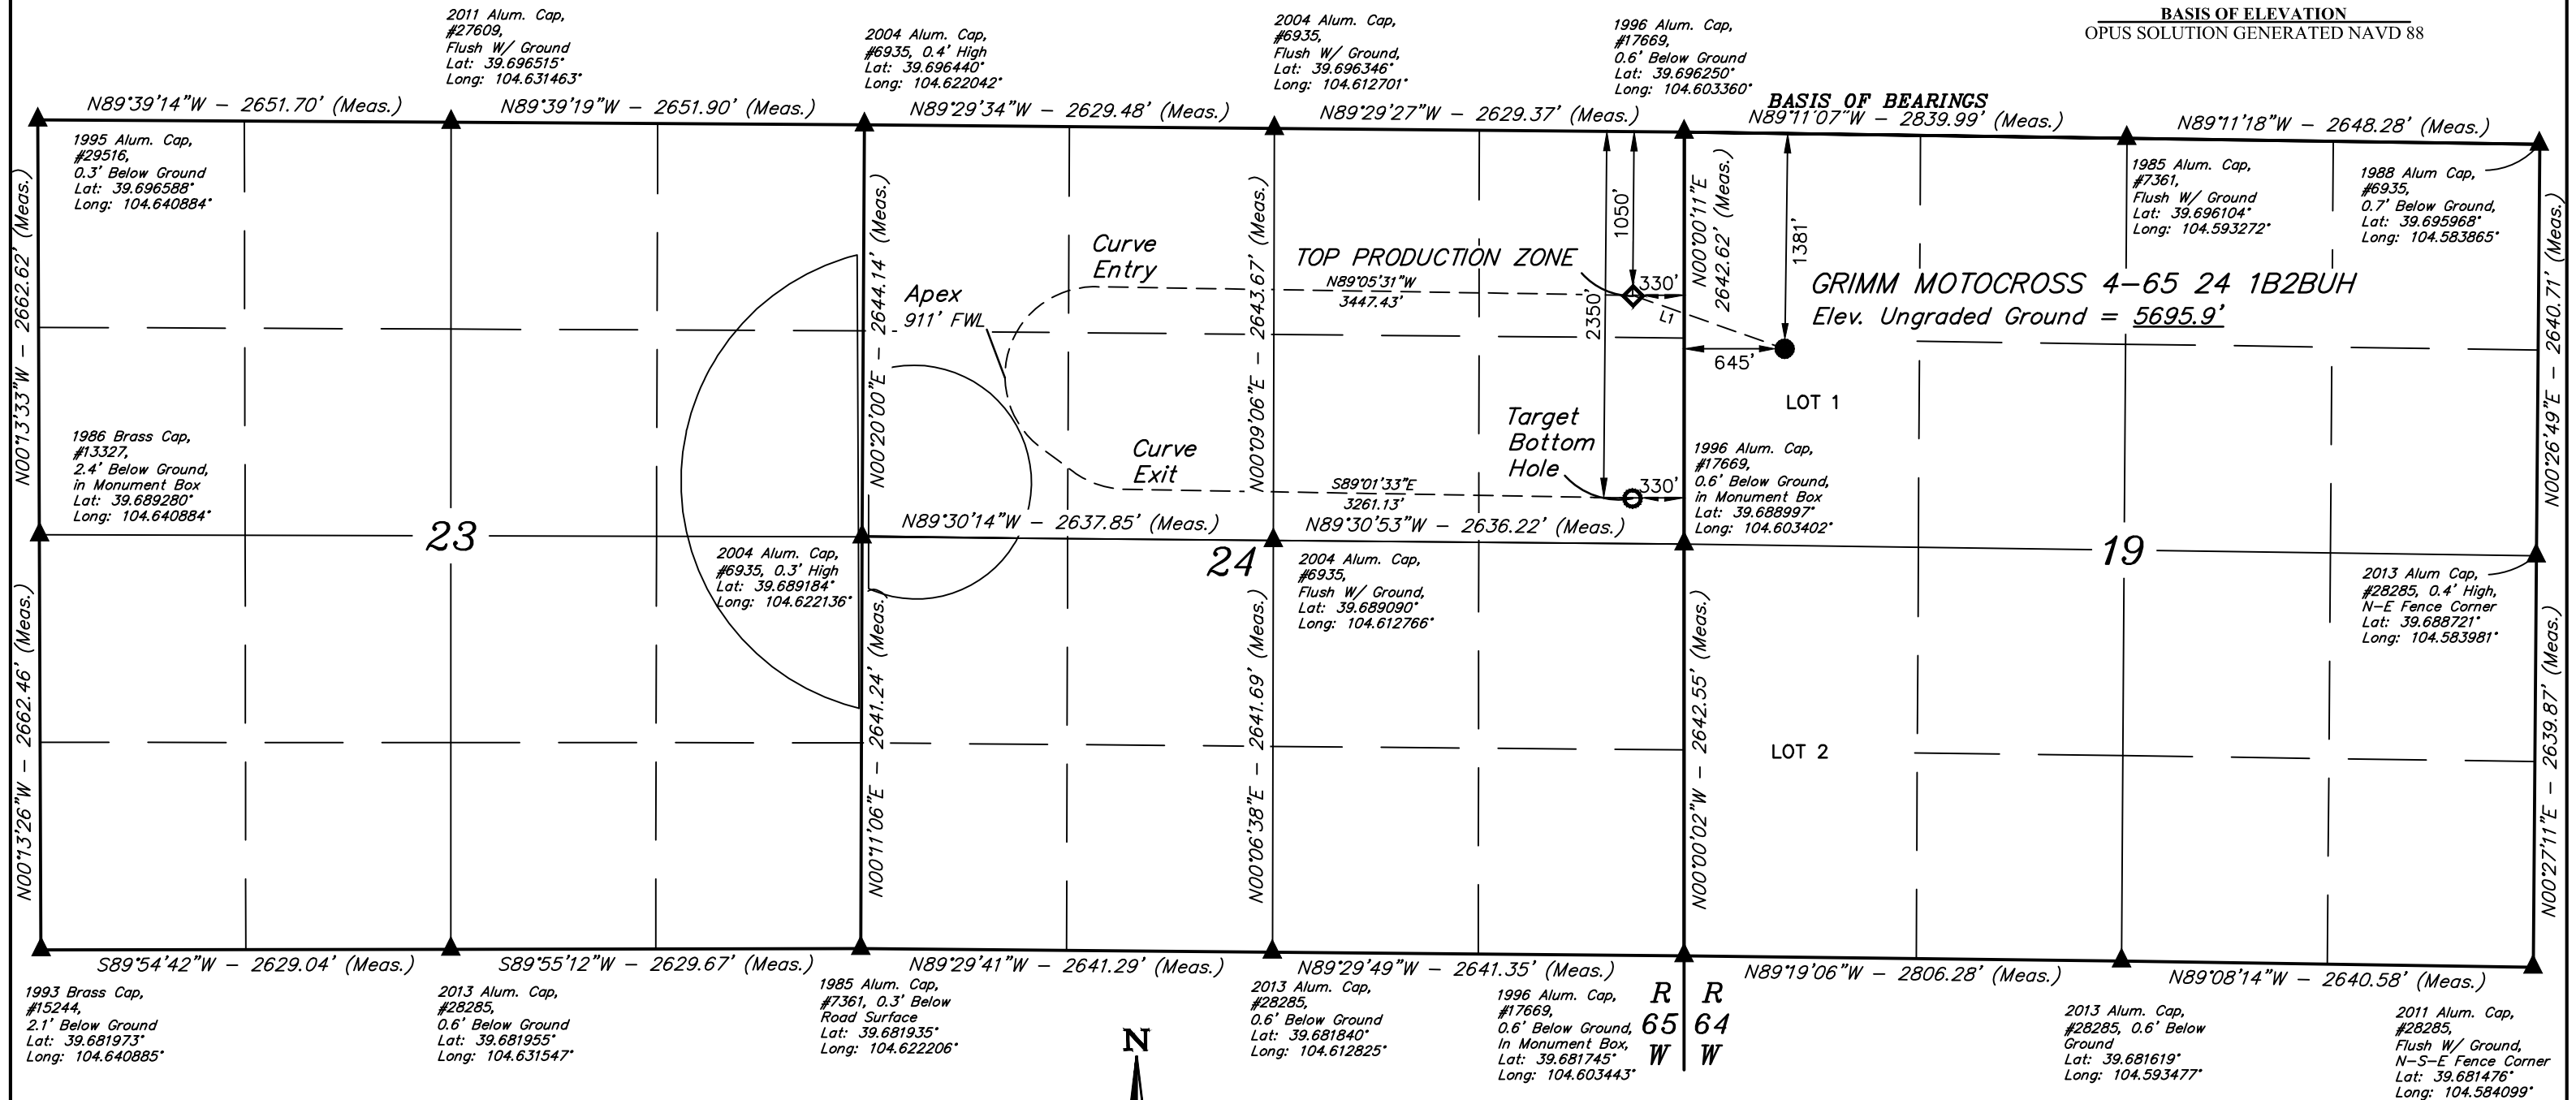 BASIS OF ELEVATION
OPUS SOLUTION GENERATED NAVD 88
2011 Alum. Cap,
#27609,
Flush W/ Ground
Lat: 39.696515°
Long: 104.631463°
2004 Alum. Cap,
#6935, 0.4' High
Lat: 39.696440°
Long: 104.622042°
2004 Alum. Cap,
#6935,
Flush W/ Ground,
Lat: 39.696346°
Long: 104.612701°
1996 Alum. Cap,
#17669,
0.6' Below Ground
Lat: 39.696250°
Long: 104.603360°
N89°39'14"W - 2651.70' (Meas.)
N89°39'19"W - 2651.90' (Meas.)
N89°29'34"W - 2629.48' (Meas.)
N89°29'27"W - 2629.37' (Meas.)
BASIS OF BEARINGS
N89°11'07"W - 2839.99' (Meas.)
N89°11'18"W - 2648.28' (Meas.)
1995 Alum. Cap,
#29516,
0.3' Below Ground
Lat: 39.696588°
Long: 104.640884°
1985 Alum. Cap,
#7361,
Flush W/ Ground
Lat: 39.696104°
Long: 104.593272°
1988 Alum Cap,
#6935,
0.7' Below Ground,
Lat: 39.695968°
Long: 104.583865°
N00°13'33"W - 2662.62' (Meas.)
N00°20'00"E - 2644.14' (Meas.)
N00°09'06"E - 2643.67' (Meas.)
N00°00'11"E
2642.62' (Meas.)
N00°26'49"E - 2640.71' (Meas.)
1050'
2350'
1381'
Curve
Entry
TOP PRODUCTION ZONE
N89°05'31"W
3447.43'
330'
L1
Apex
911' FWL
GRIMM MOTOCROSS 4-65 24 1B2BUH
Elev. Ungraded Ground = 5695.9'
645'
LOT 1
Target
Bottom
Hole
Curve
Exit
S89°01'33"E
3261.13'
330'
1986 Brass Cap,
#13327,
2.4' Below Ground,
in Monument Box
Lat: 39.689280°
Long: 104.640884°
1996 Alum. Cap,
#17669,
0.6' Below Ground,
in Monument Box
Lat: 39.688997°
Long: 104.603402°
N89°30'14"W - 2637.85' (Meas.)
N89°30'53"W - 2636.22' (Meas.)
23
24
19
2004 Alum. Cap,
#6935, 0.3' High
Lat: 39.689184°
Long: 104.622136°
2004 Alum. Cap,
#6935,
Flush W/ Ground,
Lat: 39.689090°
Long: 104.612766°
2013 Alum Cap,
#28285, 0.4' High,
N-E Fence Corner
Lat: 39.688721°
Long: 104.583981°
N00°13'26"W - 2662.46' (Meas.)
N00°11'06"E - 2641.24' (Meas.)
N00°06'38"E - 2641.69' (Meas.)
N00°00'02"W - 2642.55' (Meas.)
N00°27'11"E - 2639.87' (Meas.)
LOT 2
S89°54'42"W - 2629.04' (Meas.)
S89°55'12"W - 2629.67' (Meas.)
N89°29'41"W - 2641.29' (Meas.)
N89°29'49"W - 2641.35' (Meas.)
N89°19'06"W - 2806.28' (Meas.)
N89°08'14"W - 2640.58' (Meas.)
1993 Brass Cap,
#15244,
2.1' Below Ground
Lat: 39.681973°
Long: 104.640885°
2013 Alum. Cap,
#28285,
0.6' Below Ground
Lat: 39.681955°
Long: 104.631547°
1985 Alum. Cap,
#7361, 0.3' Below
Road Surface
Lat: 39.681935°
Long: 104.622206°
N
2013 Alum. Cap,
#28285,
0.6' Below Ground
Lat: 39.681840°
Long: 104.612825°
1996 Alum. Cap,
#17669,
0.6' Below Ground,
In Monument Box,
Lat: 39.681745°
Long: 104.603443°
R R
65 64
W W
2013 Alum. Cap,
#28285, 0.6' Below
Ground
Lat: 39.681619°
Long: 104.593477°
2011 Alum. Cap,
#28285,
Flush W/ Ground,
N-S-E Fence Corner
Lat: 39.681476°
Long: 104.584099°